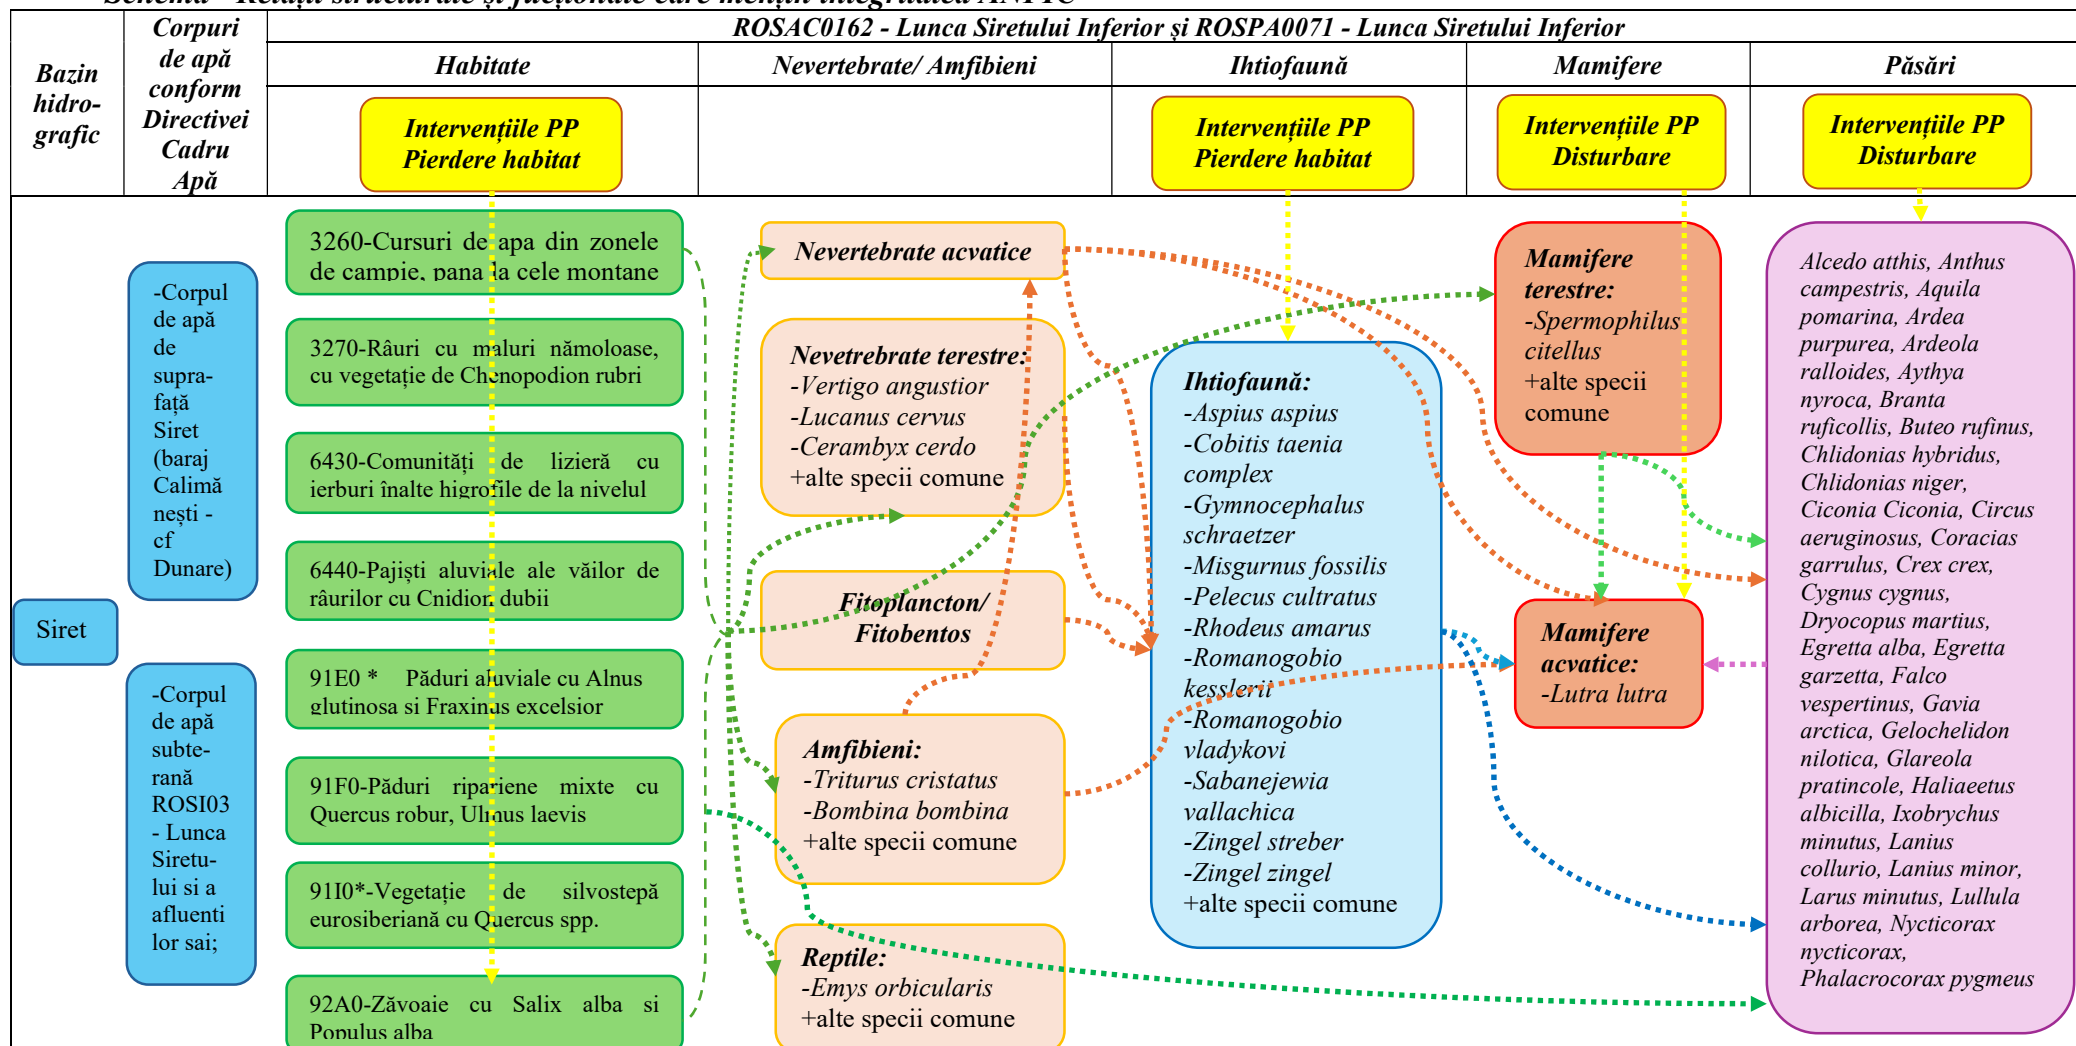 Schema - Relații structurale și funcționale care mențin integritatea ANPIC
ROSAC0162 - Lunca Siretului Inferior și ROSPA0071 - Lunca Siretului Inferior
Bazin
hidro-
grafic
Corpuri
de apă
conform
Directivei
Cadru
Apă
Habitate
Nevertebrate/ Amfibieni
Ihtiofaună
Mamifere
Păsări
Intervențiile PP
Pierdere habitat
Intervențiile PP
Pierdere habitat
Intervențiile PP
Disturbare
Intervențiile PP
Disturbare
Siret
-Corpul
de apă
de
supra-
față
Siret
(baraj
Calimă
nești -
cf
Dunare)
-Corpul
de apă
subte-
rană
ROSI03
- Lunca
Siretu-
lui si a
afluenti
lor sai;
3260-Cursuri de apa din zonele
de campie, pana la cele montane
3270-Râuri cu maluri nămoloase,
cu vegetație de Chenopodion rubri
6430-Comunități de lizieră cu
ierburi înalte higrofile de la nivelul
6440-Pajiști aluviale ale văilor de
râurilor cu Cnidion dubii
91E0 * Păduri aluviale cu Alnus
glutinosa si Fraxinus excelsior
91F0-Păduri ripariene mixte cu
Quercus robur, Ulmus laevis
91I0*-Vegetație de silvostepă
eurosiberiană cu Quercus spp.
92A0-Zăvoaie cu Salix alba si
Populus alba
Nevertebrate acvatice
Nevetrebrate terestre:
-Vertigo angustior
-Lucanus cervus
-Cerambyx cerdo
+alte specii comune
Fitoplancton/
Fitobentos
Amfibieni:
-Triturus cristatus
-Bombina bombina
+alte specii comune
Reptile:
-Emys orbicularis
+alte specii comune
Ihtiofaună:
-Aspius aspius
-Cobitis taenia
complex
-Gymnocephalus
schraetzer
-Misgurnus fossilis
-Pelecus cultratus
-Rhodeus amarus
-Romanogobio
kesslerii
-Romanogobio
vladykovi
-Sabanejewia
vallachica
-Zingel streber
-Zingel zingel
+alte specii comune
Mamifere
terestre:
-Spermophilus
citellus
+alte specii
comune
Mamifere
acvatice:
-Lutra lutra
Alcedo atthis, Anthus
campestris, Aquila
pomarina, Ardea
purpurea, Ardeola
ralloides, Aythya
nyroca, Branta
ruficollis, Buteo rufinus,
Chlidonias hybridus,
Chlidonias niger,
Ciconia Ciconia, Circus
aeruginosus, Coracias
garrulus, Crex crex,
Cygnus cygnus,
Dryocopus martius,
Egretta alba, Egretta
garzetta, Falco
vespertinus, Gavia
arctica, Gelochelidon
nilotica, Glareola
pratincole, Haliaeetus
albicilla, Ixobrychus
minutus, Lanius
collurio, Lanius minor,
Larus minutus, Lullula
arborea, Nycticorax
nycticorax,
Phalacrocorax pygmeus